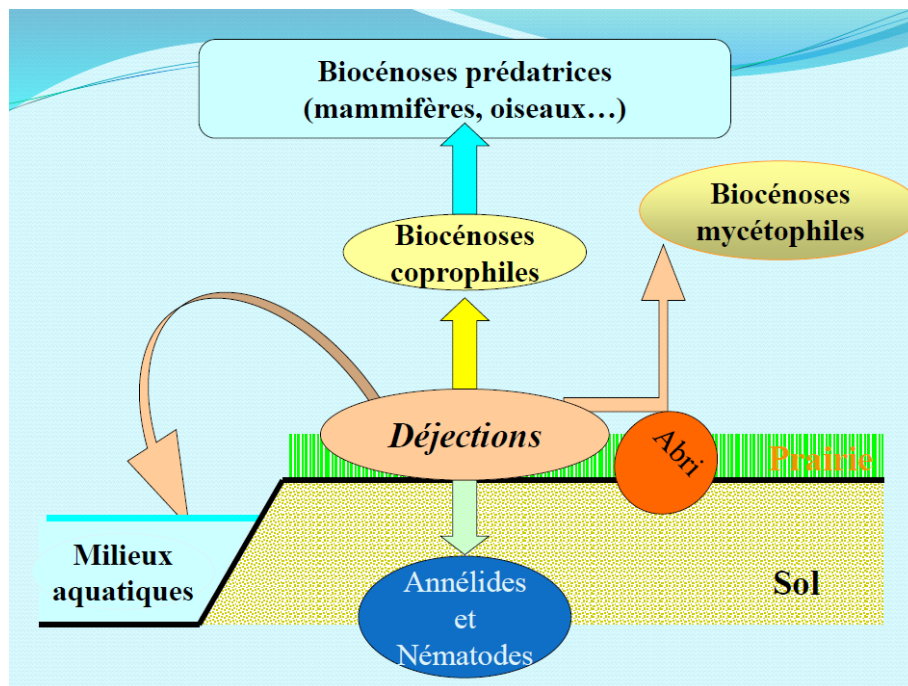 Biocénoses prédatrices
(mammifères, oiseaux…)
Biocénoses
mycétophiles
Biocénoses
coprophiles
Déjections
Abri
Prairie
Milieux
aquatiques
Sol
Annélides
et
Nématodes